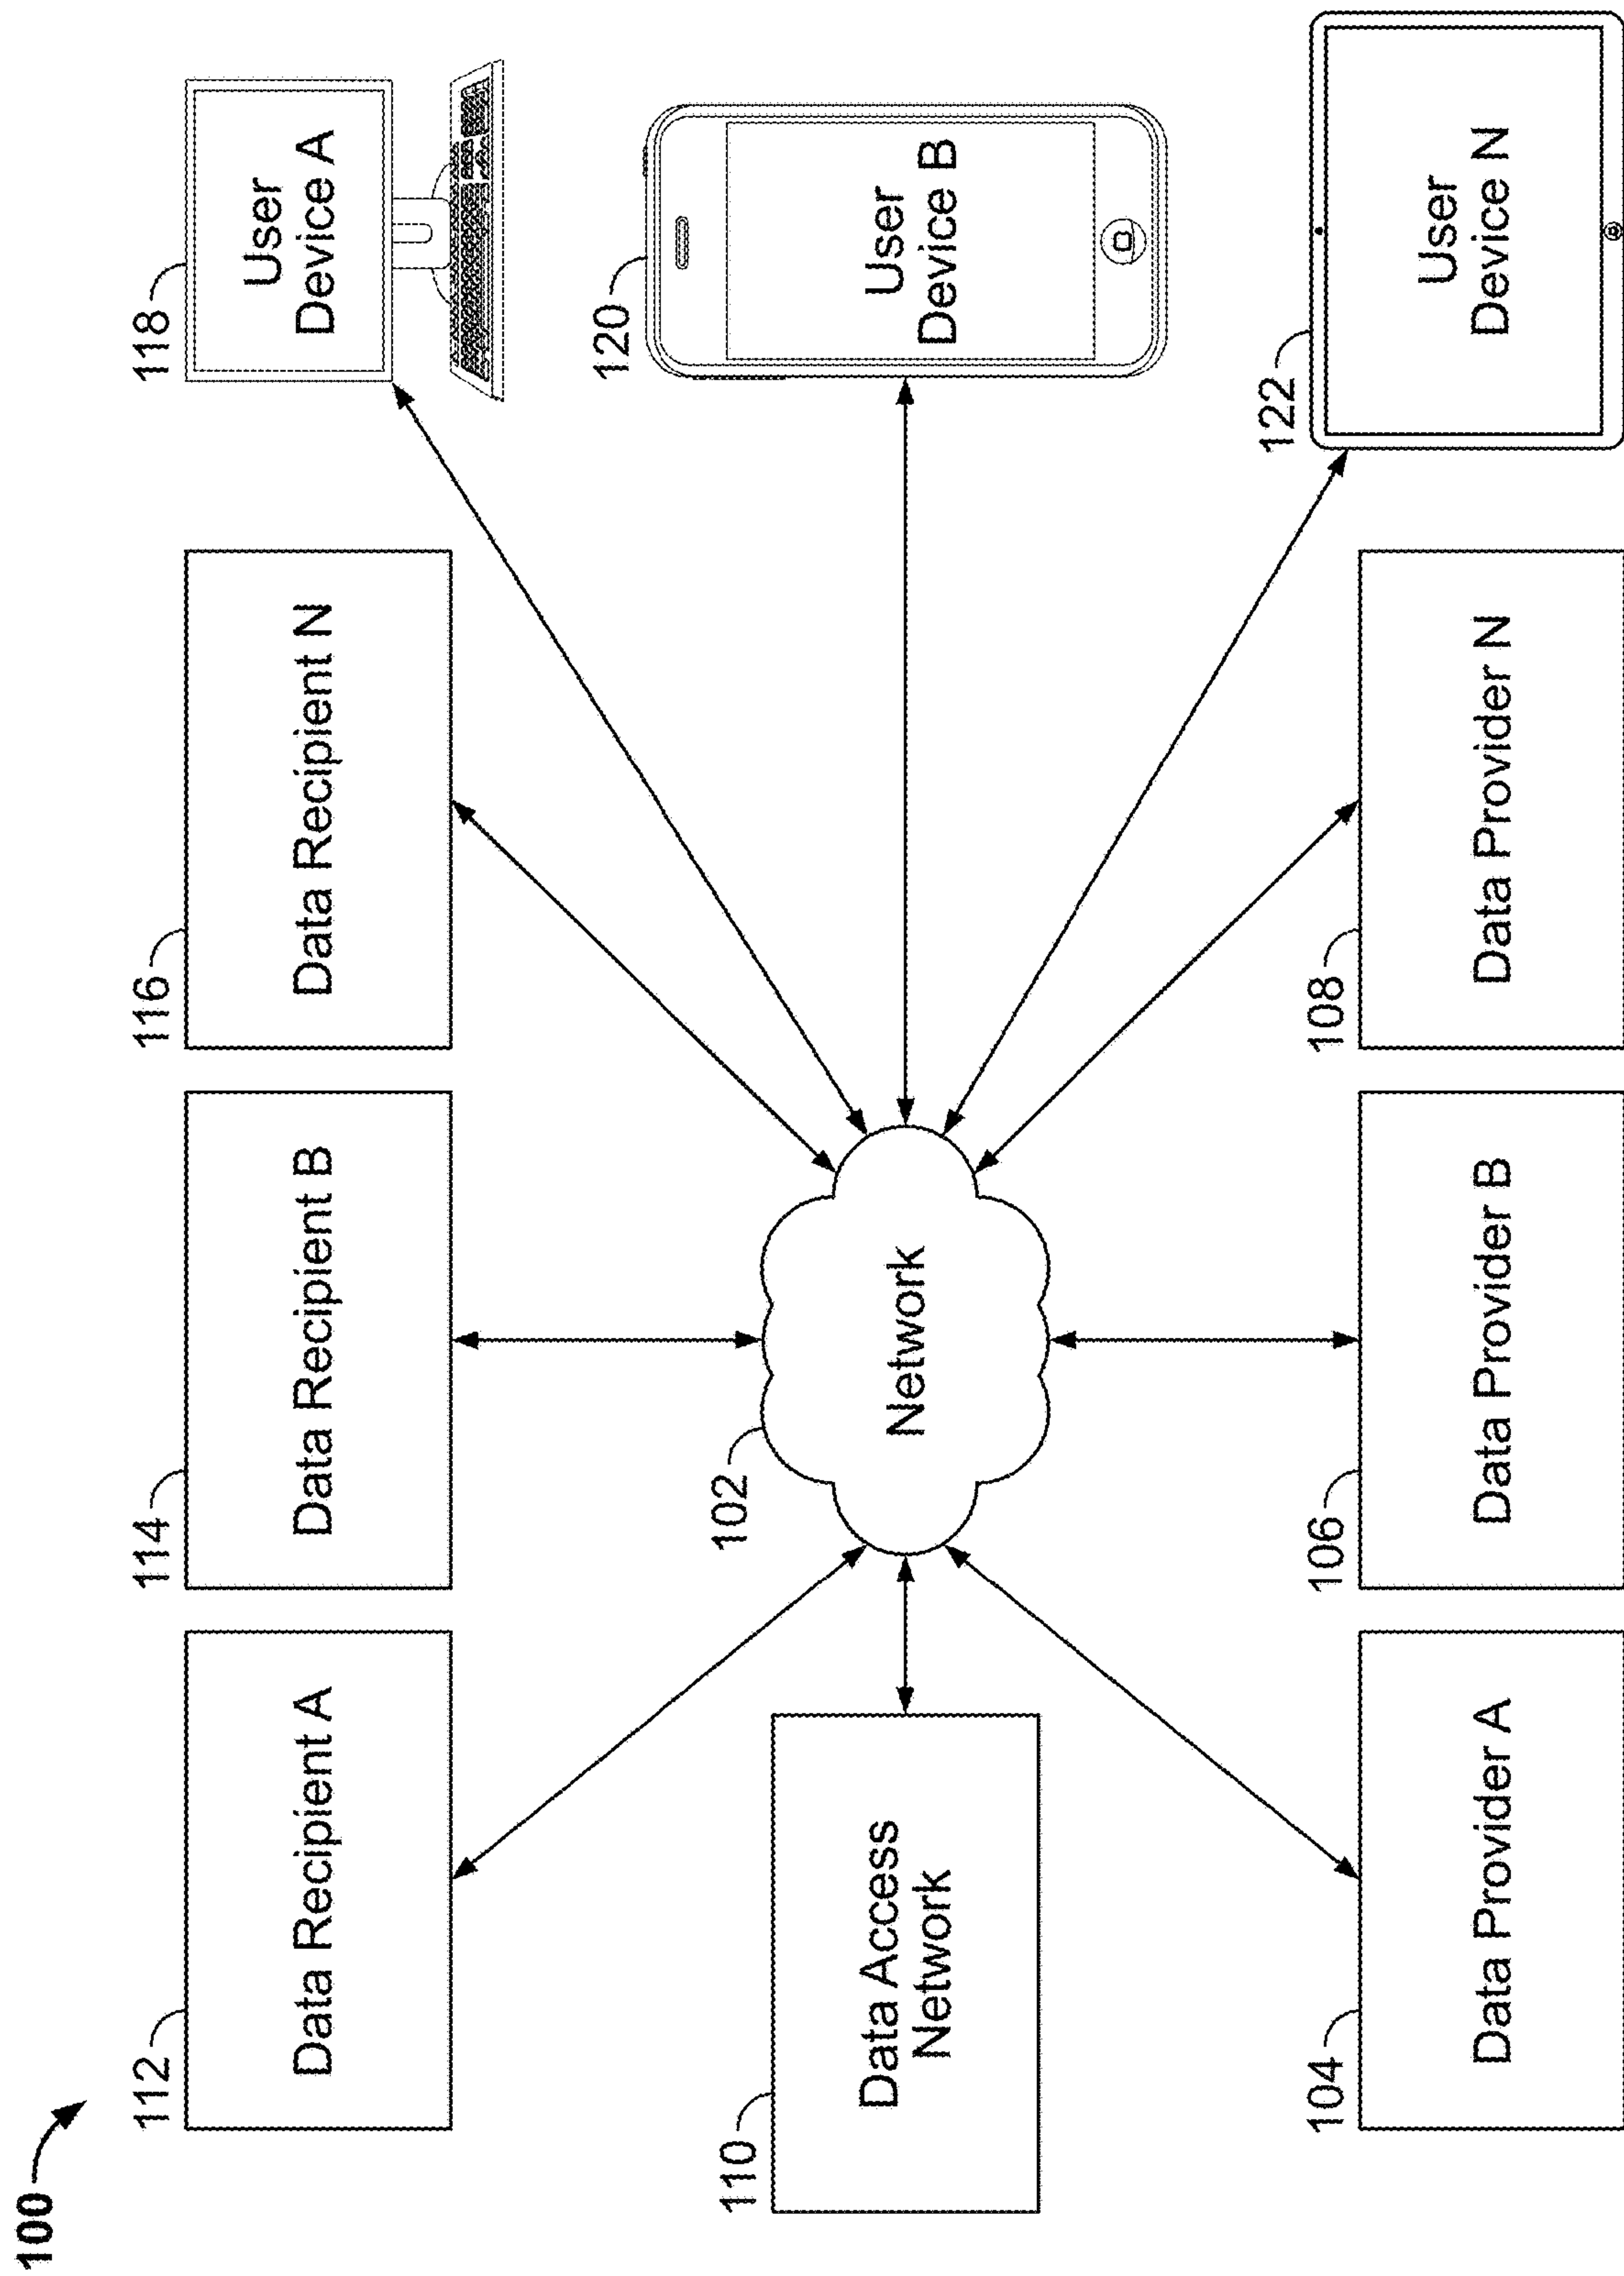 100
112
Data Recipient A
114
Data Recipient B
116
Data Recipient N
118
User
Device A
110
Data Access
Network
102
Network
120
User
Device B
104
Data Provider A
106
Data Provider B
108
Data Provider N
122
User
Device N